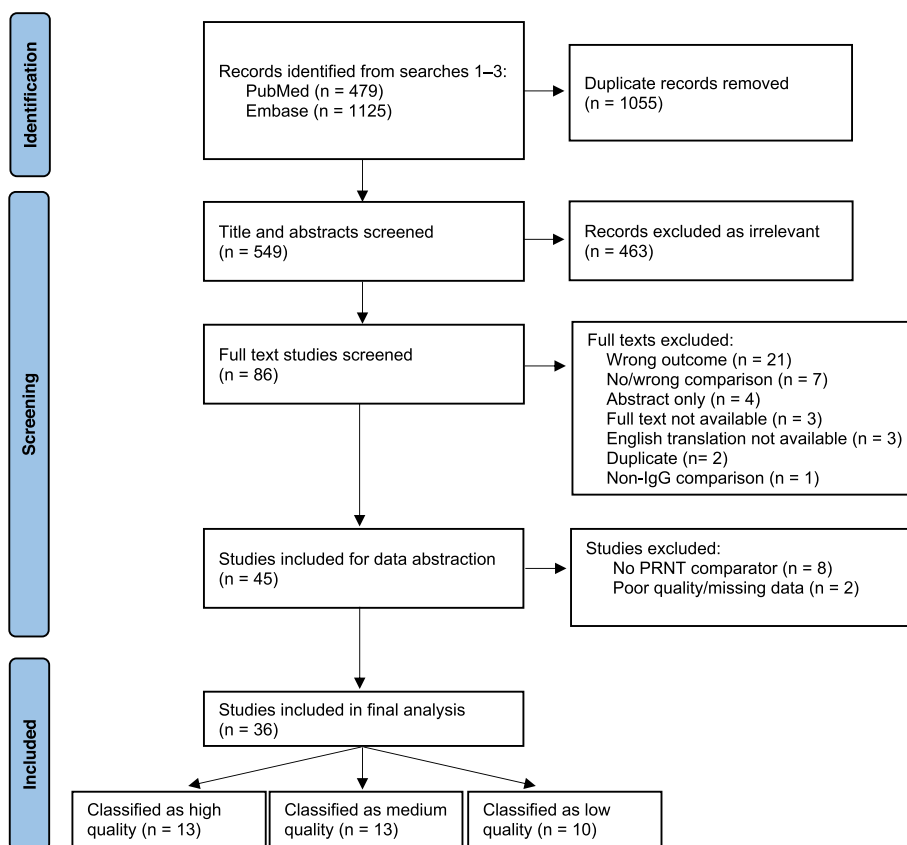 Identification
Records identified from searches 1–3:
PubMed (n = 479)
Embase (n = 1125)
Duplicate records removed
(n = 1055)
Screening
Title and abstracts screened
(n = 549)
Records excluded as irrelevant
(n = 463)
Full text studies screened
(n = 86)
Full texts excluded:
Wrong outcome (n = 21)
No/wrong comparison (n = 7)
Abstract only (n = 4)
Full text not available (n = 3)
English translation not available (n = 3)
Duplicate (n= 2)
Non-IgG comparison (n = 1)
Studies included for data abstraction
(n = 45)
Studies excluded:
No PRNT comparator (n = 8)
Poor quality/missing data (n = 2)
Included
Studies included in final analysis
(n = 36)
Classified as high
quality (n = 13)
Classified as medium
quality (n = 13)
Classified as low
quality (n = 10)